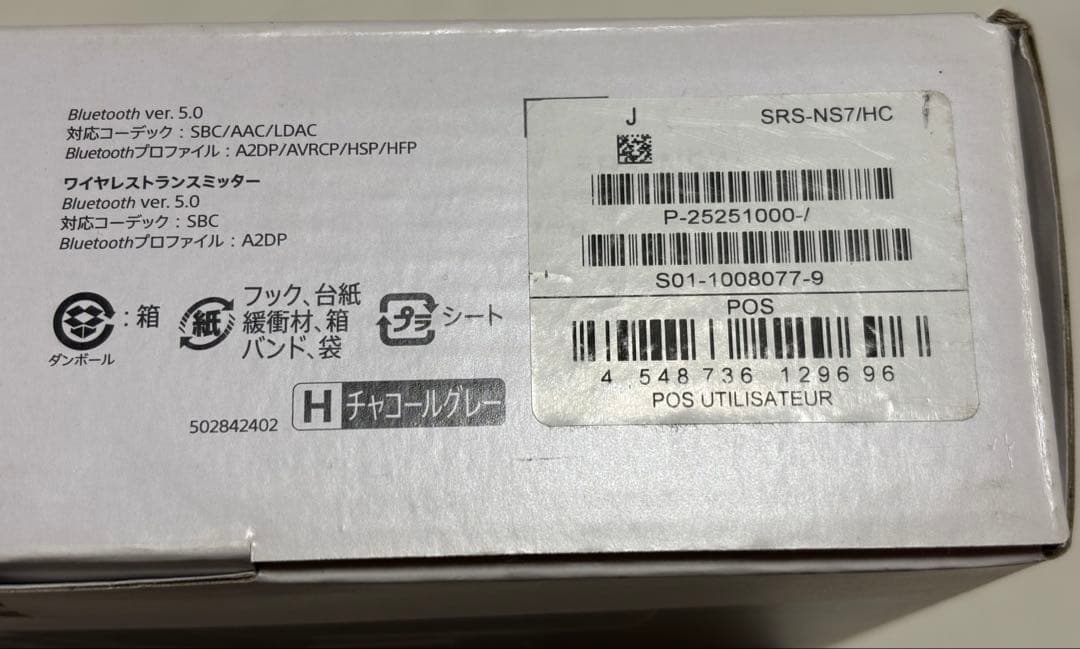 Bluetooth ver. 5.0
対応コーデック：SBC/AAC/LDAC
Bluetoothプロファイル：A2DP/AVRCP/HSP/HFP
ワイヤレストランスミッター
Bluetooth ver. 5.0
対応コーデック：SBC
Bluetoothプロファイル：A2DP
：箱
ダンボール
紙
フック、台紙
緩衝材、箱
バンド、袋
プラ
シート
502842402
H チャコールグレー
J SRS-NS7/HC
P-25251000-/
S01-1008077-9
POS
4 548736 129696
POS UTILISATEUR